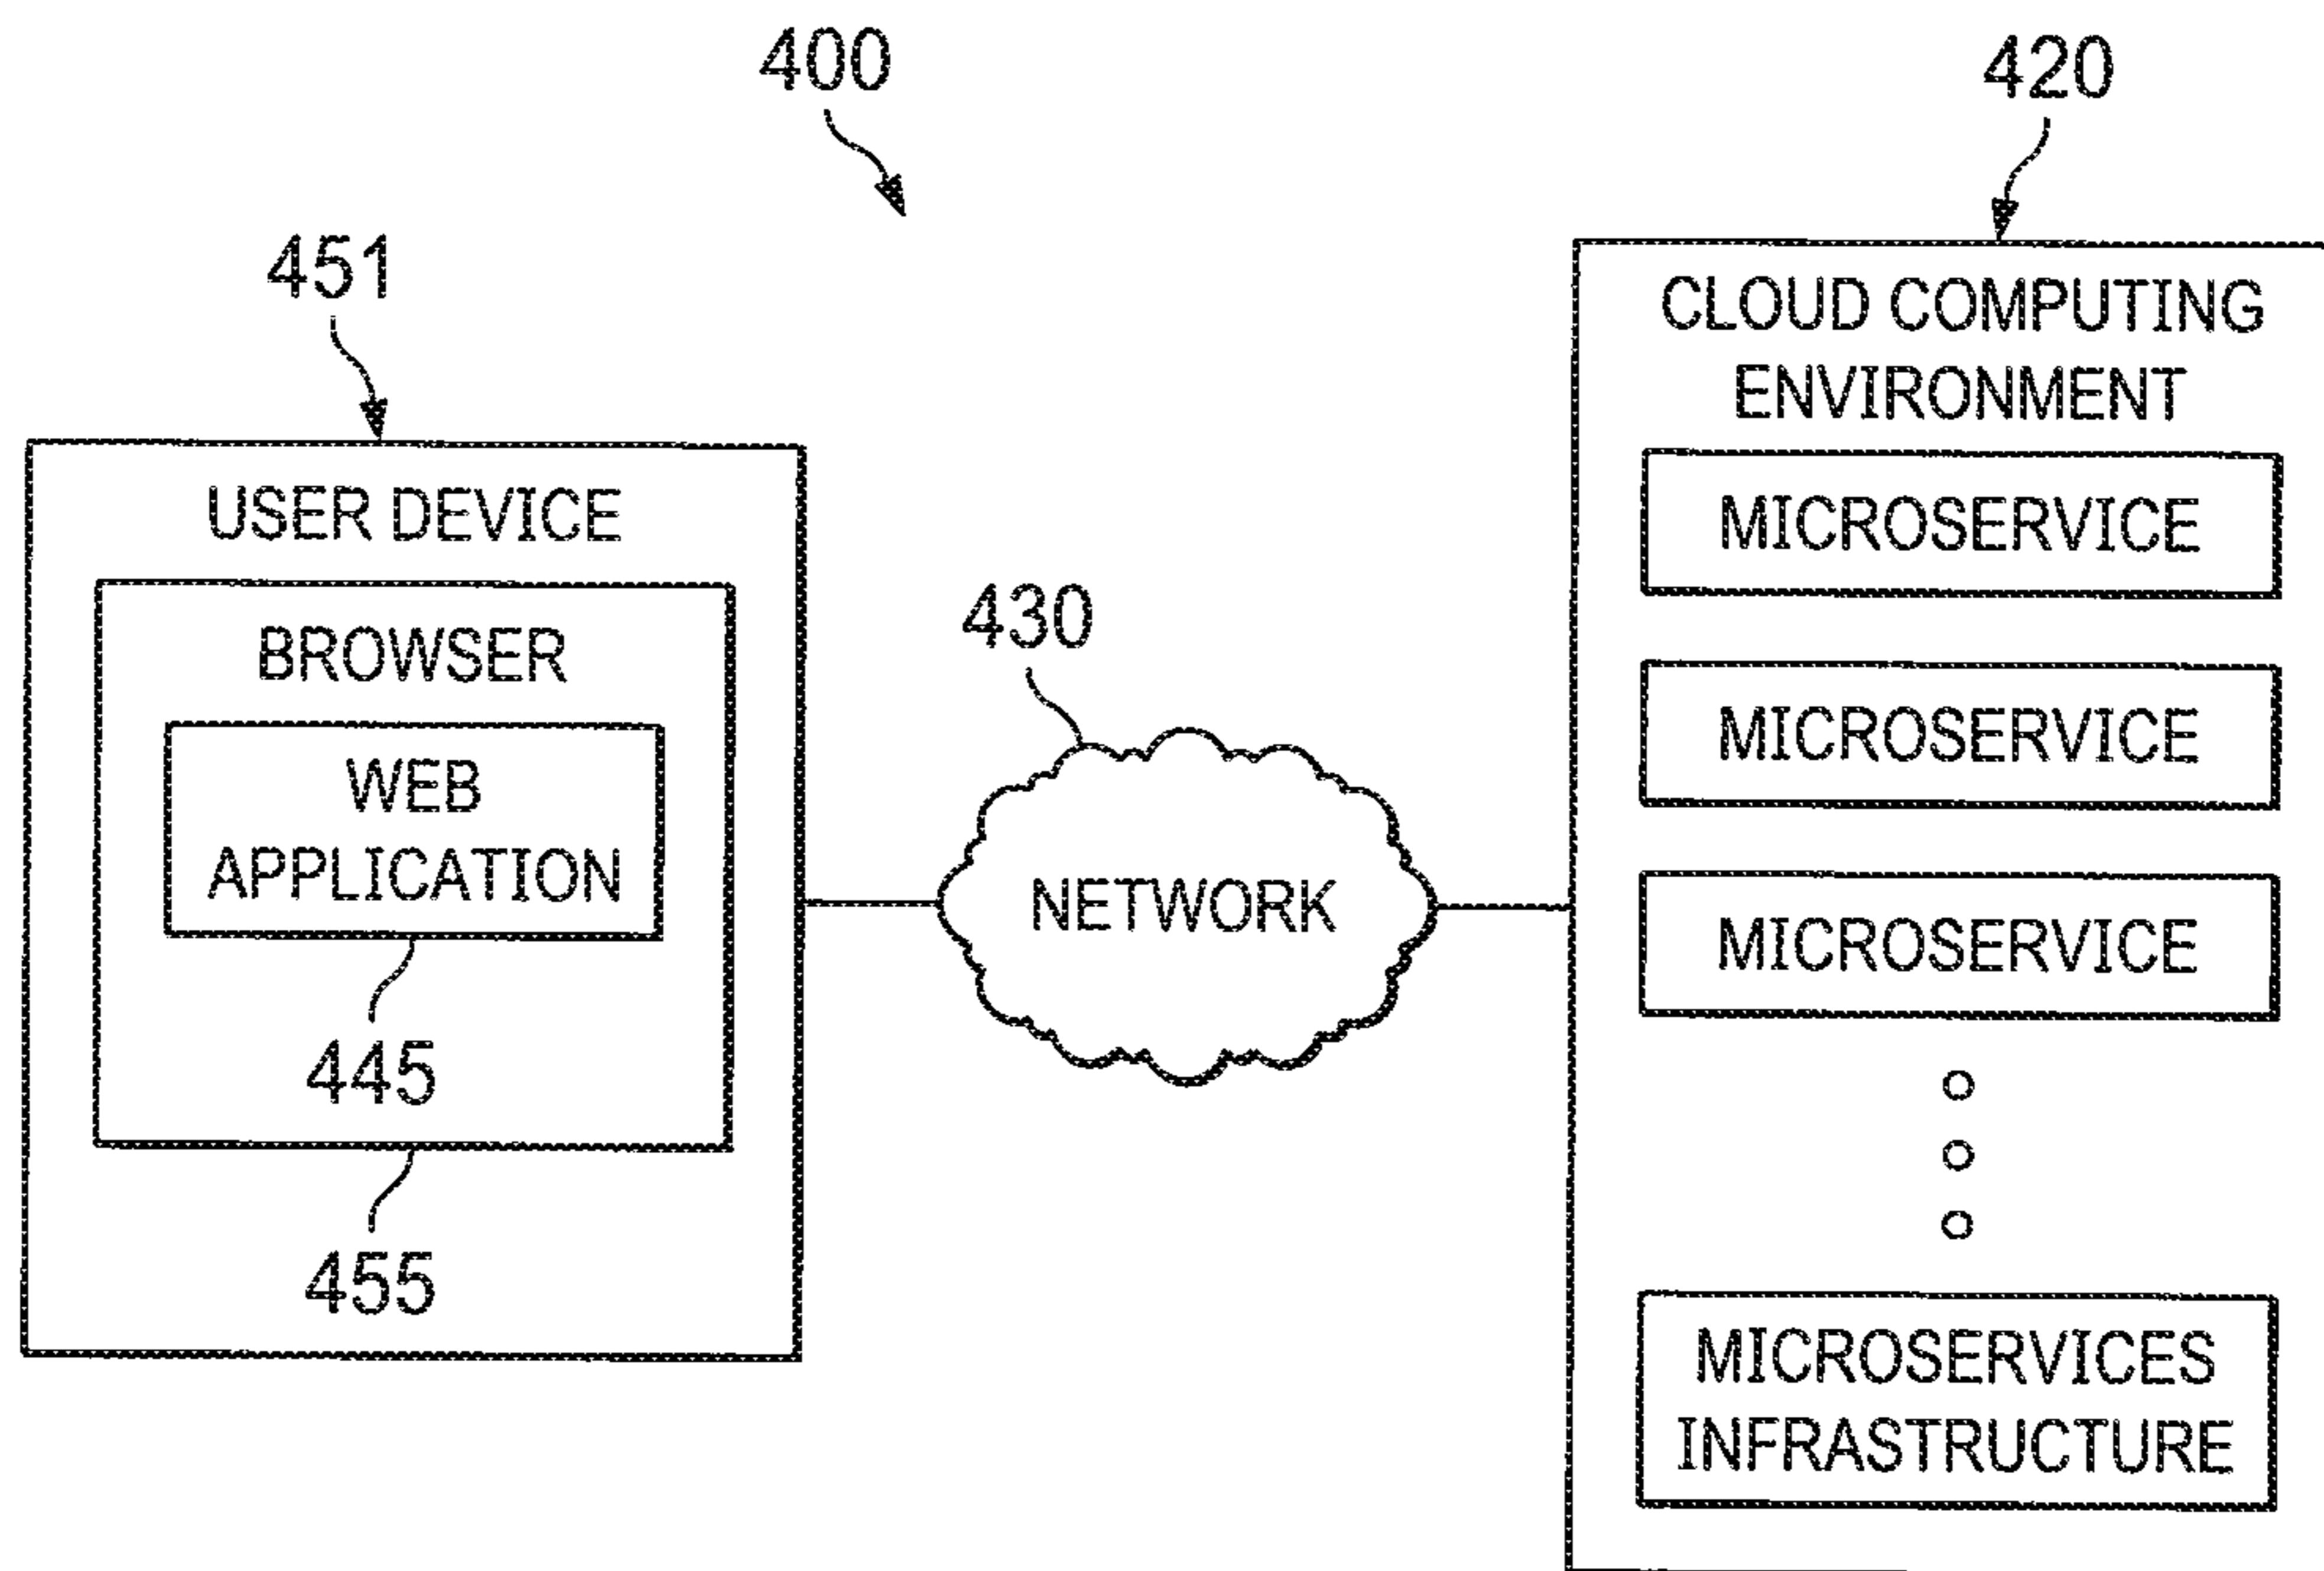 400
420
451
CLOUD COMPUTING
ENVIRONMENT
USER DEVICE
MICROSERVICE
BROWSER
430
MICROSERVICE
WEB
APPLICATION
NETWORK
MICROSERVICE
445
455
MICROSERVICES
INFRASTRUCTURE